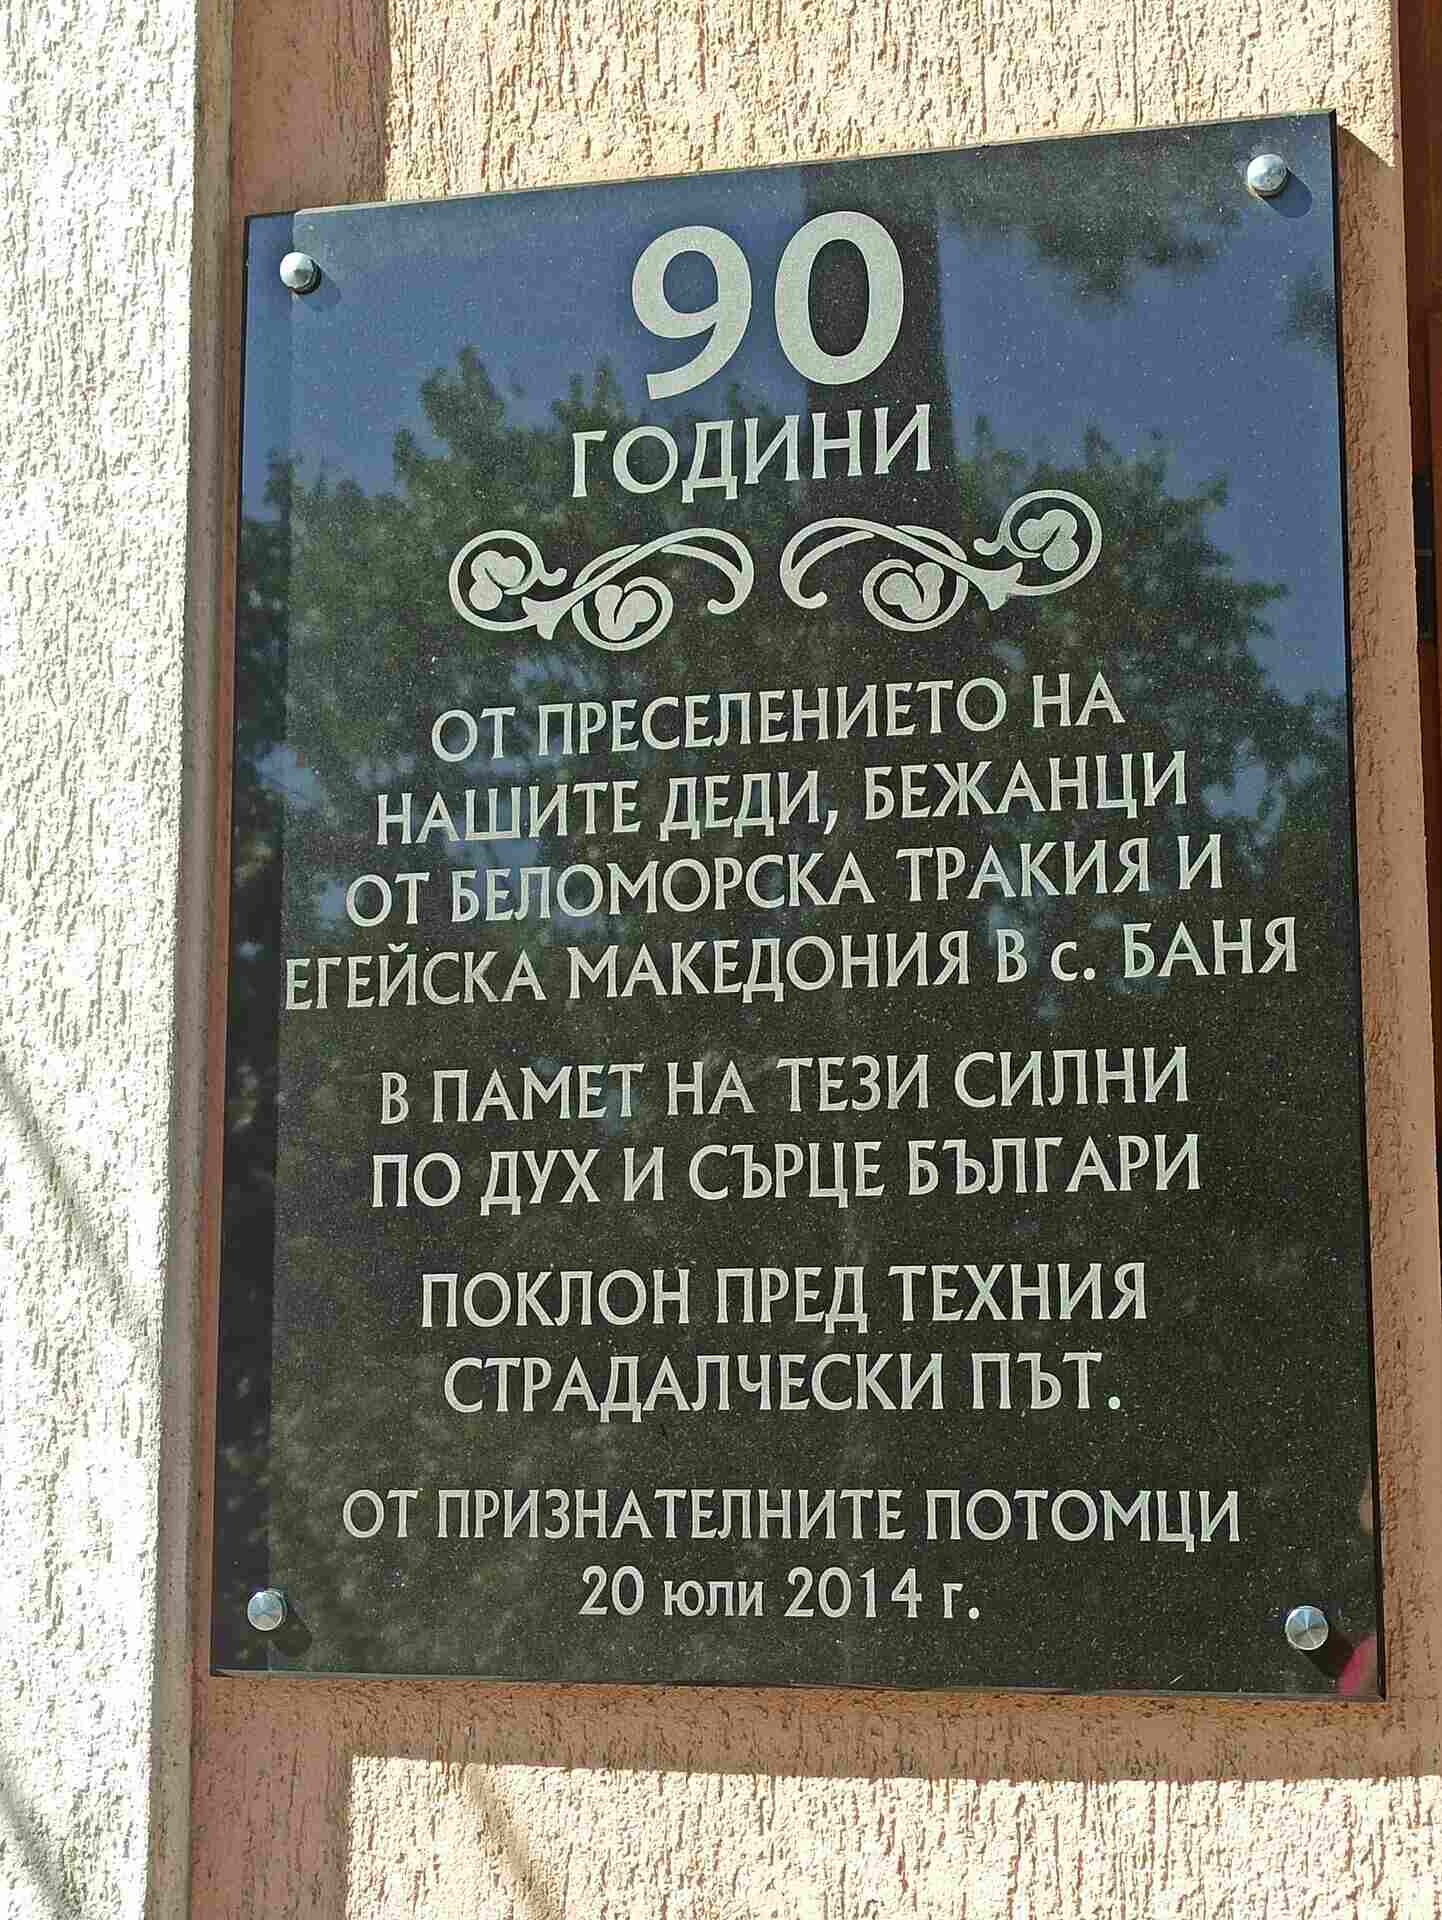 90
ГОДИНИ
ОТ ПРЕСЕЛЕНИЕТО НА
НАШИТЕ ДЕДИ, БЕЖАНЦИ
ОТ БЕЛОМОРСКА ТРАКИЯ И
ЕГЕЙСКА МАКЕДОНИЯ В с. БАНЯ
В ПАМЕТ НА ТЕЗИ СИЛНИ
ПО ДУХ И СЪРЦЕ БЪЛГАРИ
ПОКЛОН ПРЕД ТЕХНИЯ
СТРАДАЛЧЕСКИ ПЪТ.
ОТ ПРИЗНАТЕЛНИТЕ ПОТОМЦИ
20 юли 2014 г.